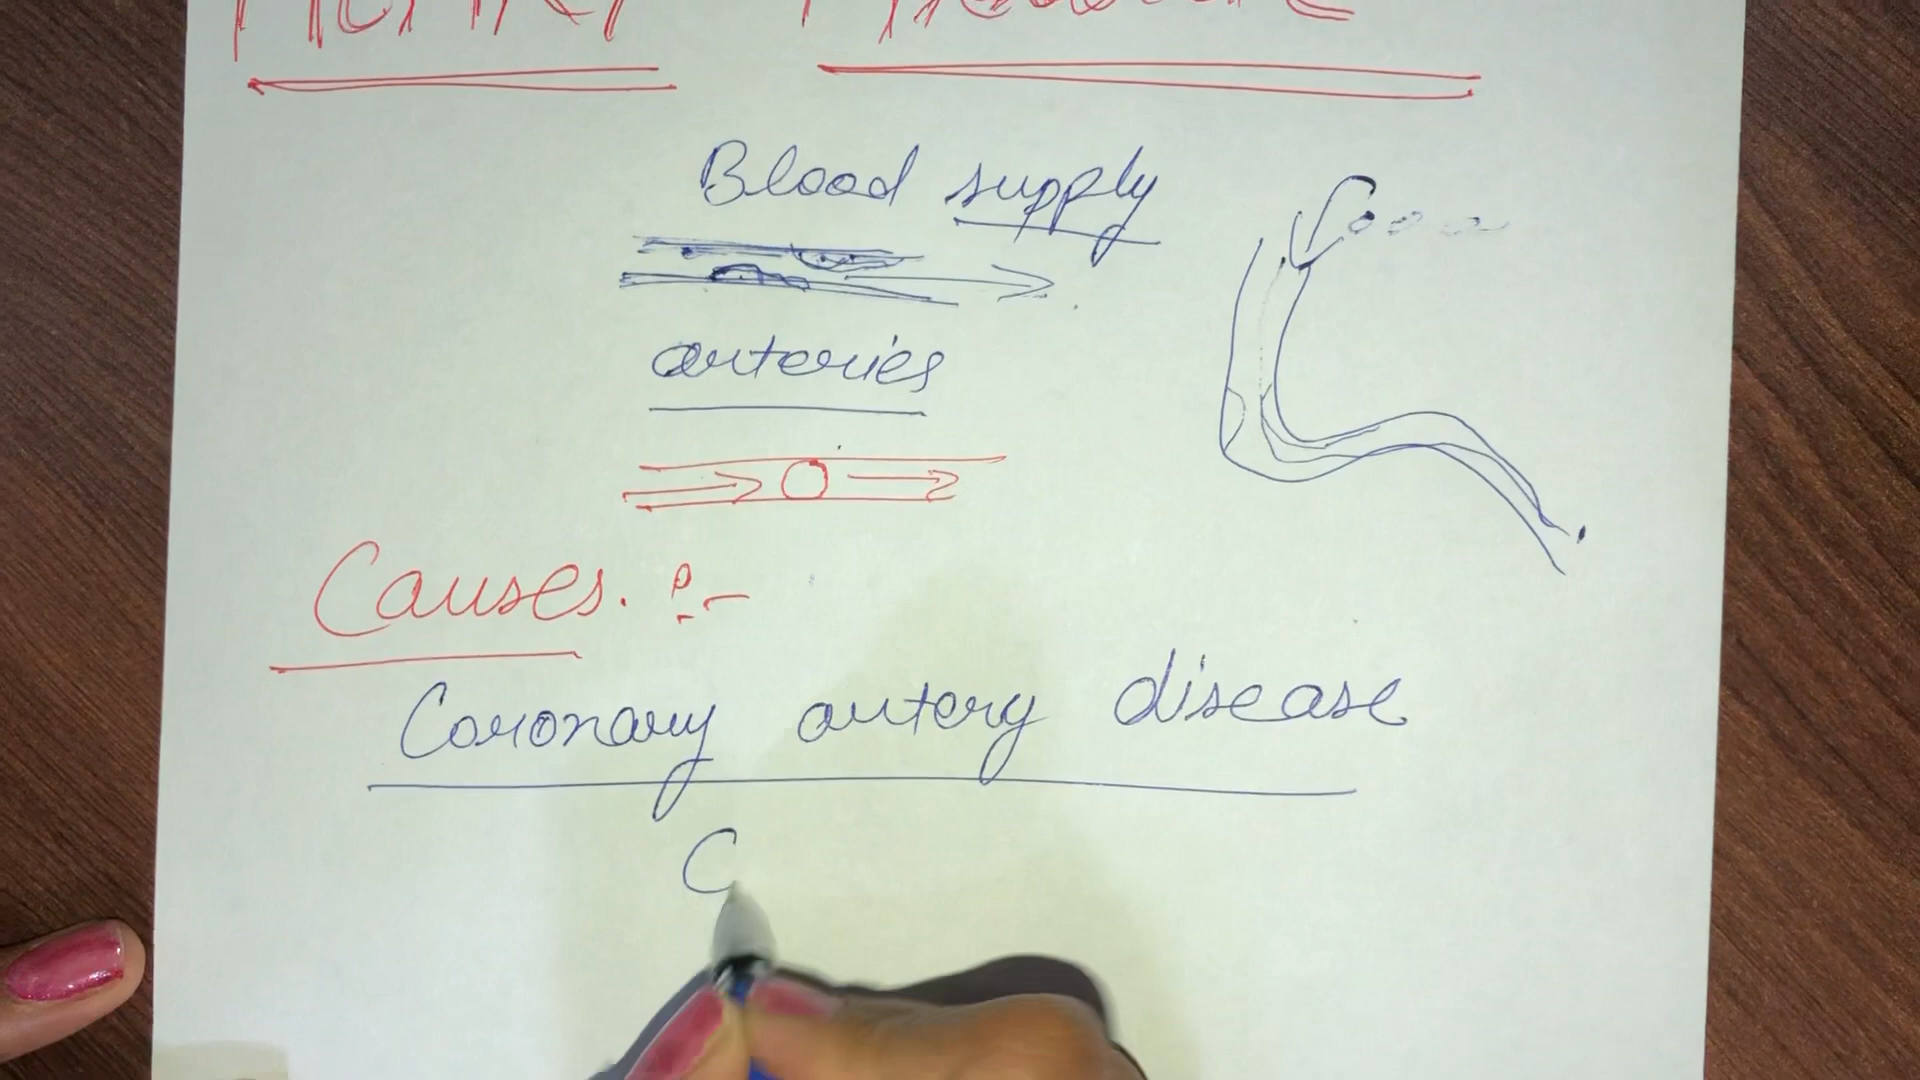 Blood supply
arteries
Causes. :-
Coronary artery disease
C